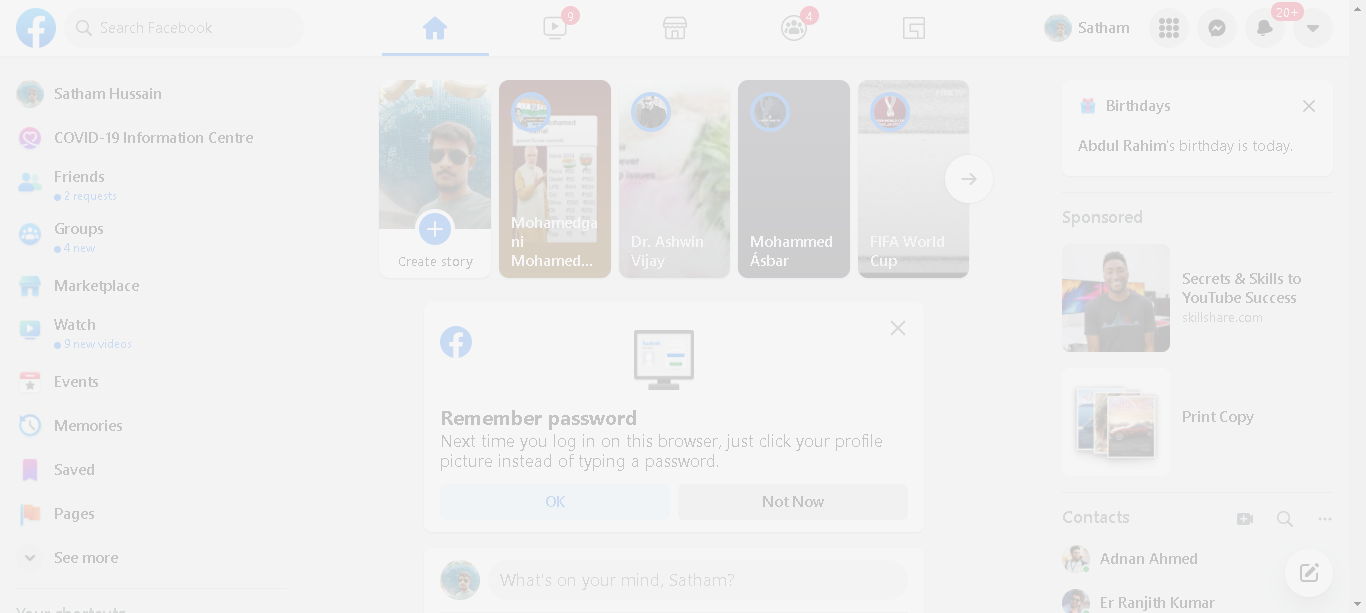 Search Facebook
9
4
Satham
20+
Satham Hussain
COVID-19 Information Centre
Friends
2 requests
Groups
4 new
Marketplace
Watch
9 new videos
Events
Memories
Saved
Pages
See more
Your shortcuts
Create story
Mohamedga
ni
Mohamed...
Dr. Ashwin
Vijay
Mohammed
Ásbar
FIFA World
Cup
Remember password
Next time you log in on this browser, just click your profile
picture instead of typing a password.
OK
Not Now
What's on your mind, Satham?
Birthdays
Abdul Rahim's birthday is today.
Sponsored
Secrets & Skills to
YouTube Success
skillshare.com
Print Copy
Contacts
Adnan Ahmed
Er Ranjith Kumar